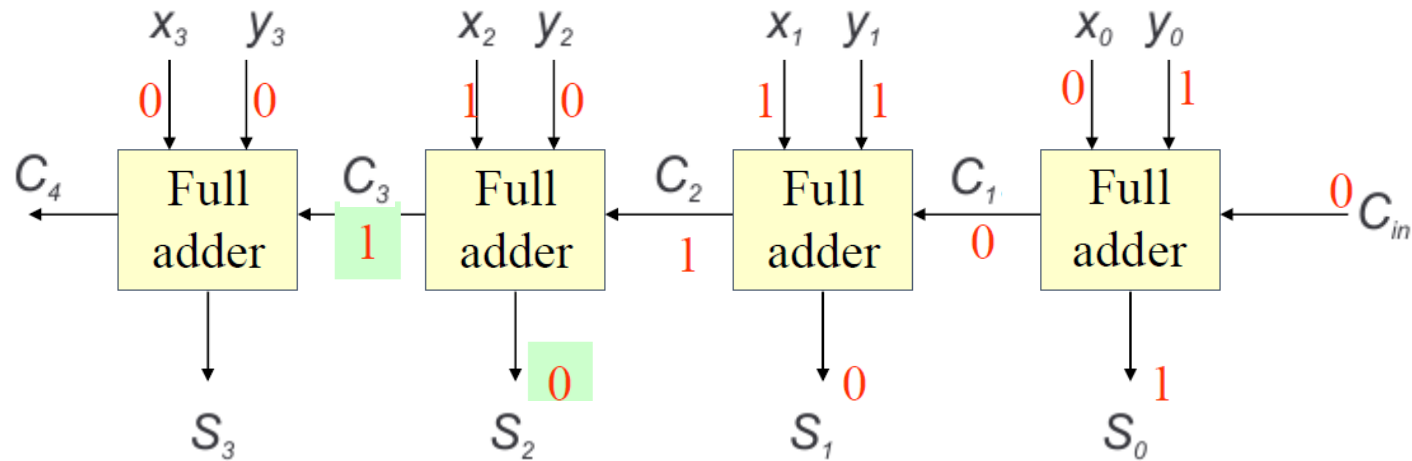 x₃ y₃ x₂ y₂ x₁ y₁ x₀ y₀
0 0 1 0 1 1 0 1
C₄ Full adder C₃ Full adder C₂ Full adder C₁ Full adder 0 C_in
1 1 0
0 0 1
S₃ S₂ S₁ S₀